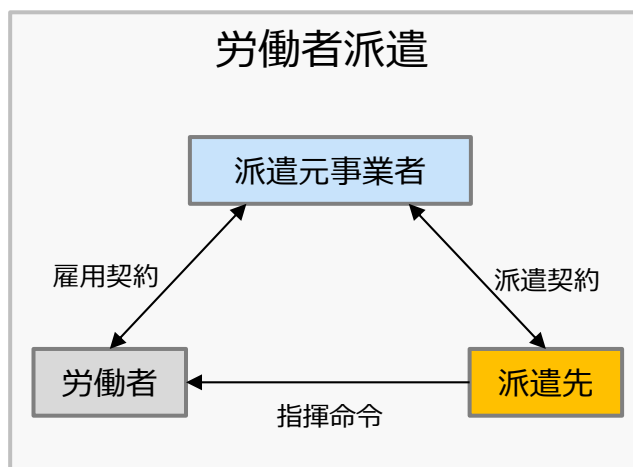 労働者派遣
派遣元事業者
雇用契約
派遣契約
労働者
派遣先
指揮命令